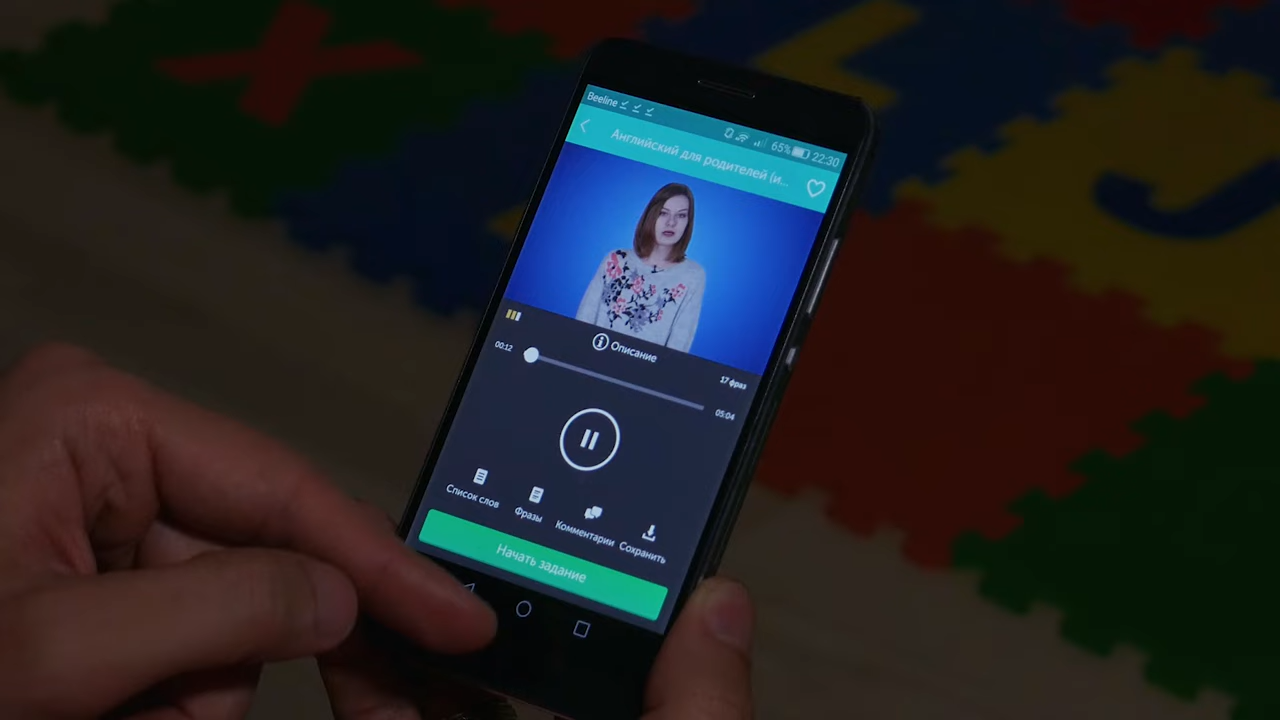 Beeline 65% 22:30
Английский для родителей (и...
Описание
17 фраз
00:12
05:04
Список слов
Фразы
Комментарии
Сохранить
Начать задание